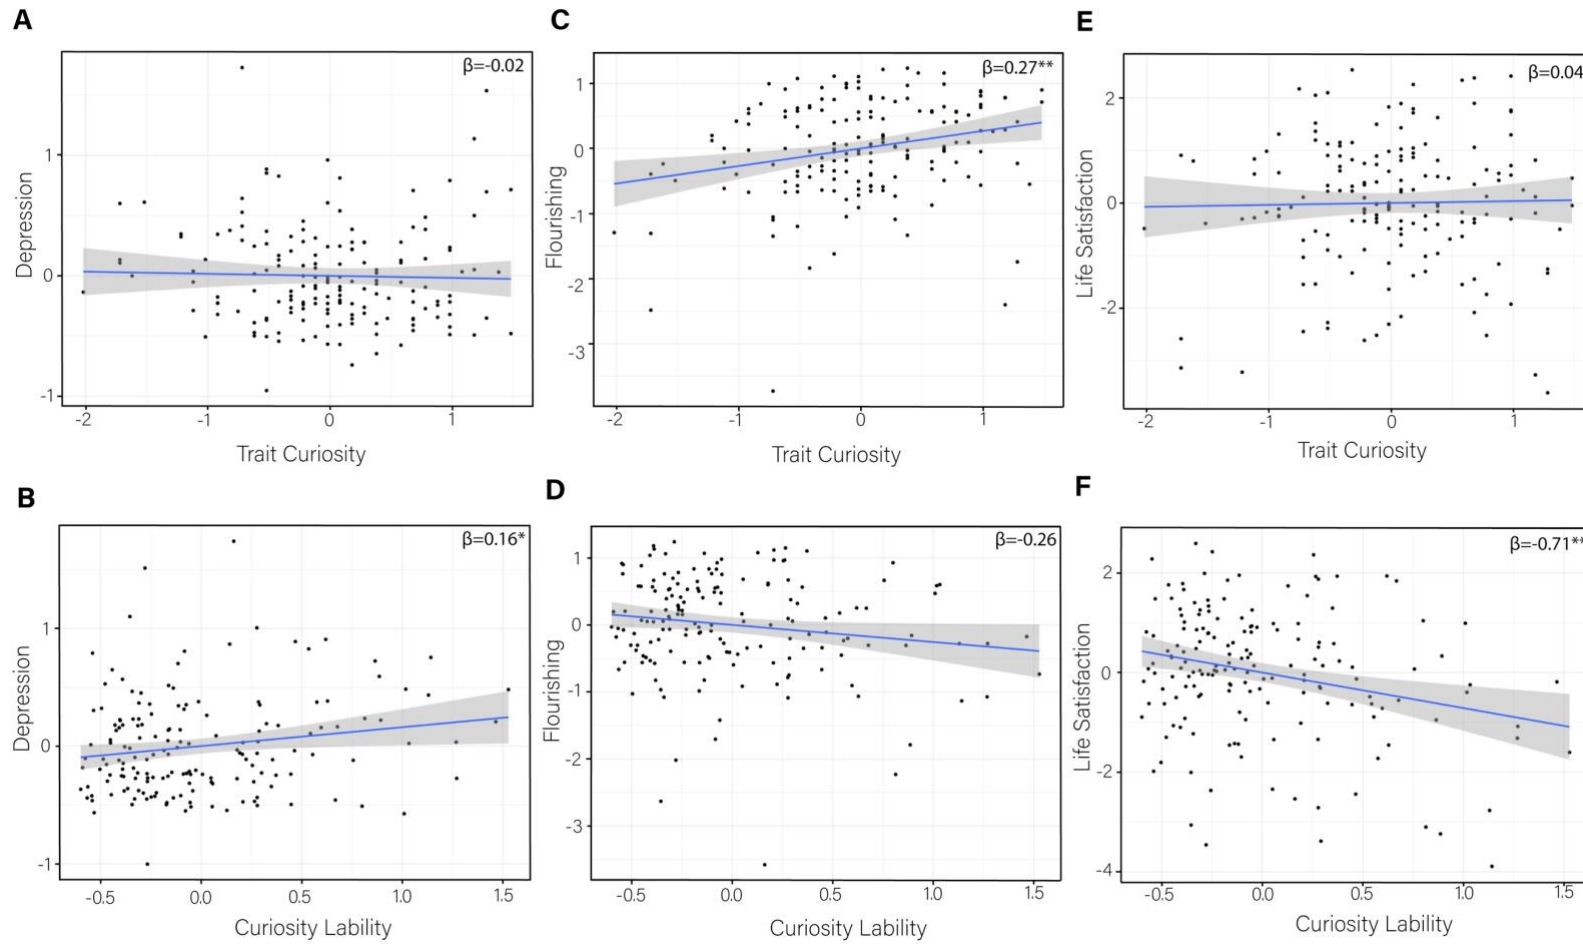 A
β=-0.02
Depression
1
0
-1
-2
-1
0
1
Trait Curiosity
C
β=0.27**
Flourishing
1
0
-1
-2
-3
-2
-1
0
1
Trait Curiosity
E
β=0.04
Life Satisfaction
2
0
-2
-2
-1
0
1
Trait Curiosity
B
β=0.16*
Depression
1
0
-1
-0.5
0.0
0.5
1.0
1.5
Curiosity Lability
D
β=-0.26
Flourishing
1
0
-1
-2
-3
-0.5
0.0
0.5
1.0
1.5
Curiosity Lability
F
β=-0.71**
Life Satisfaction
2
0
-2
-4
-0.5
0.0
0.5
1.0
1.5
Curiosity Lability